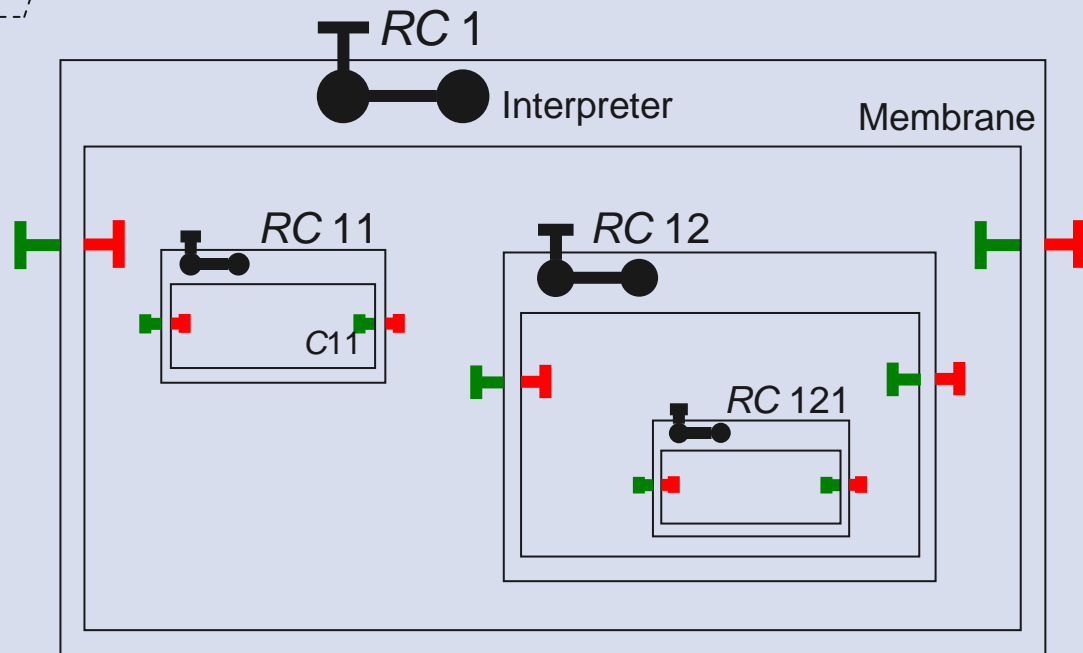 RC 1
Interpreter
Membrane
RC 11
RC 12
C11
RC 121